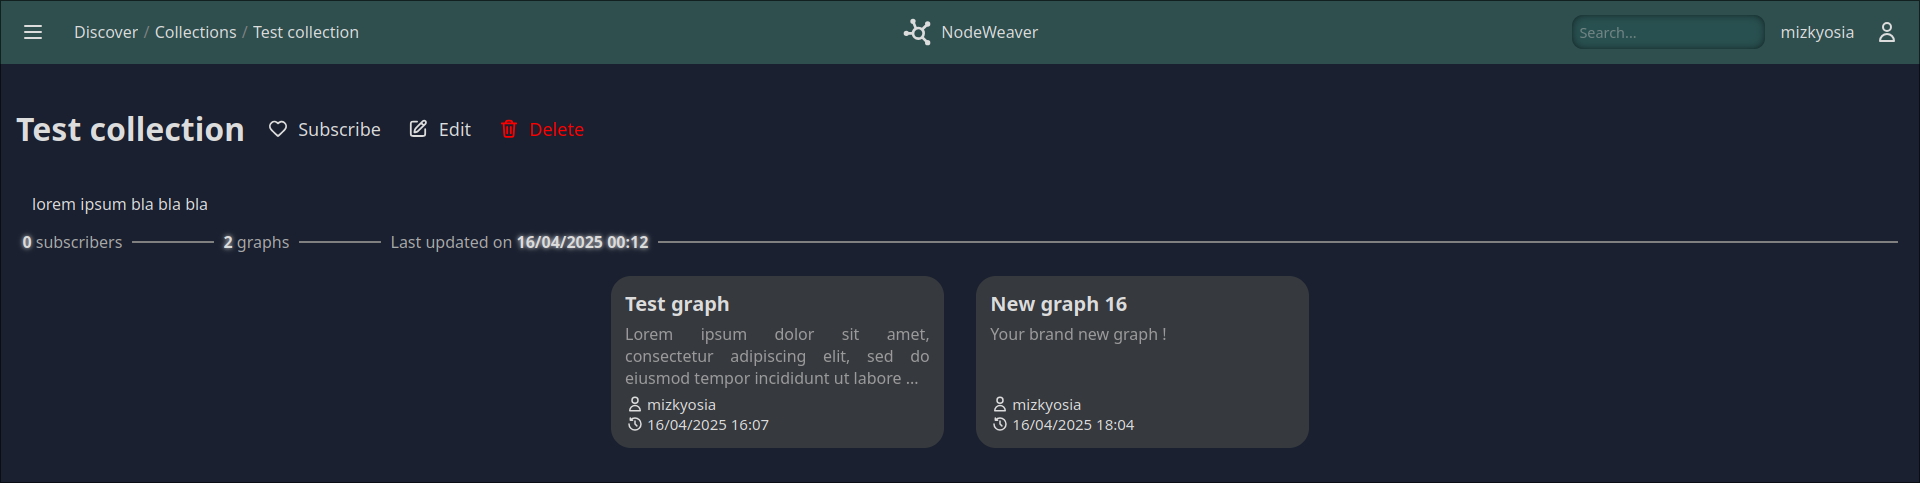 Discover / Collections / Test collection
NodeWeaver
Search...
mizkyosia
Test collection
Subscribe
Edit
Delete
lorem ipsum bla bla bla
0 subscribers
2 graphs
Last updated on 16/04/2025 00:12
Test graph
Lorem ipsum dolor sit amet,
consectetur adipiscing elit, sed do
eiusmod tempor incididunt ut labore ...
mizkyosia
16/04/2025 16:07
New graph 16
Your brand new graph !
mizkyosia
16/04/2025 18:04